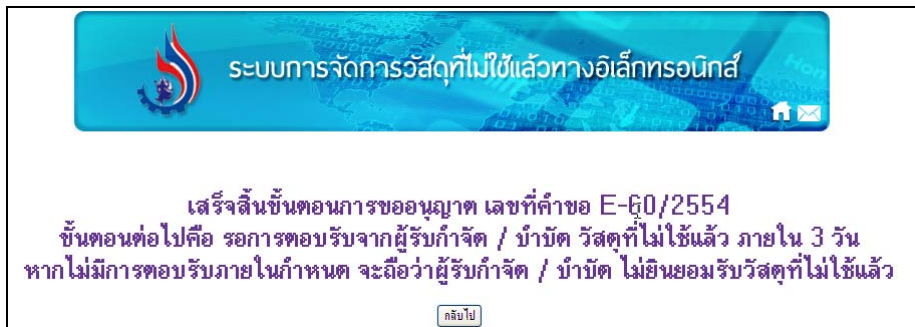 ระบบการจัดการวัสดุที่ไม่ใช้แล้วทางอิเล็กทรอนิกส์
เสร็จสิ้นขั้นตอนการขออนุญาต เลขที่คำขอ E-60/2554
ขั้นตอนต่อไปคือ รอการตอบรับจากผู้รับกำจัด / บำบัด วัสดุที่ไม่ใช้แล้ว ภายใน 3 วัน
หากไม่มีการตอบรับภายในกำหนด จะถือว่าผู้รับกำจัด / บำบัด ไม่ยินยอมรับวัสดุที่ไม่ใช้แล้ว
กลับไป